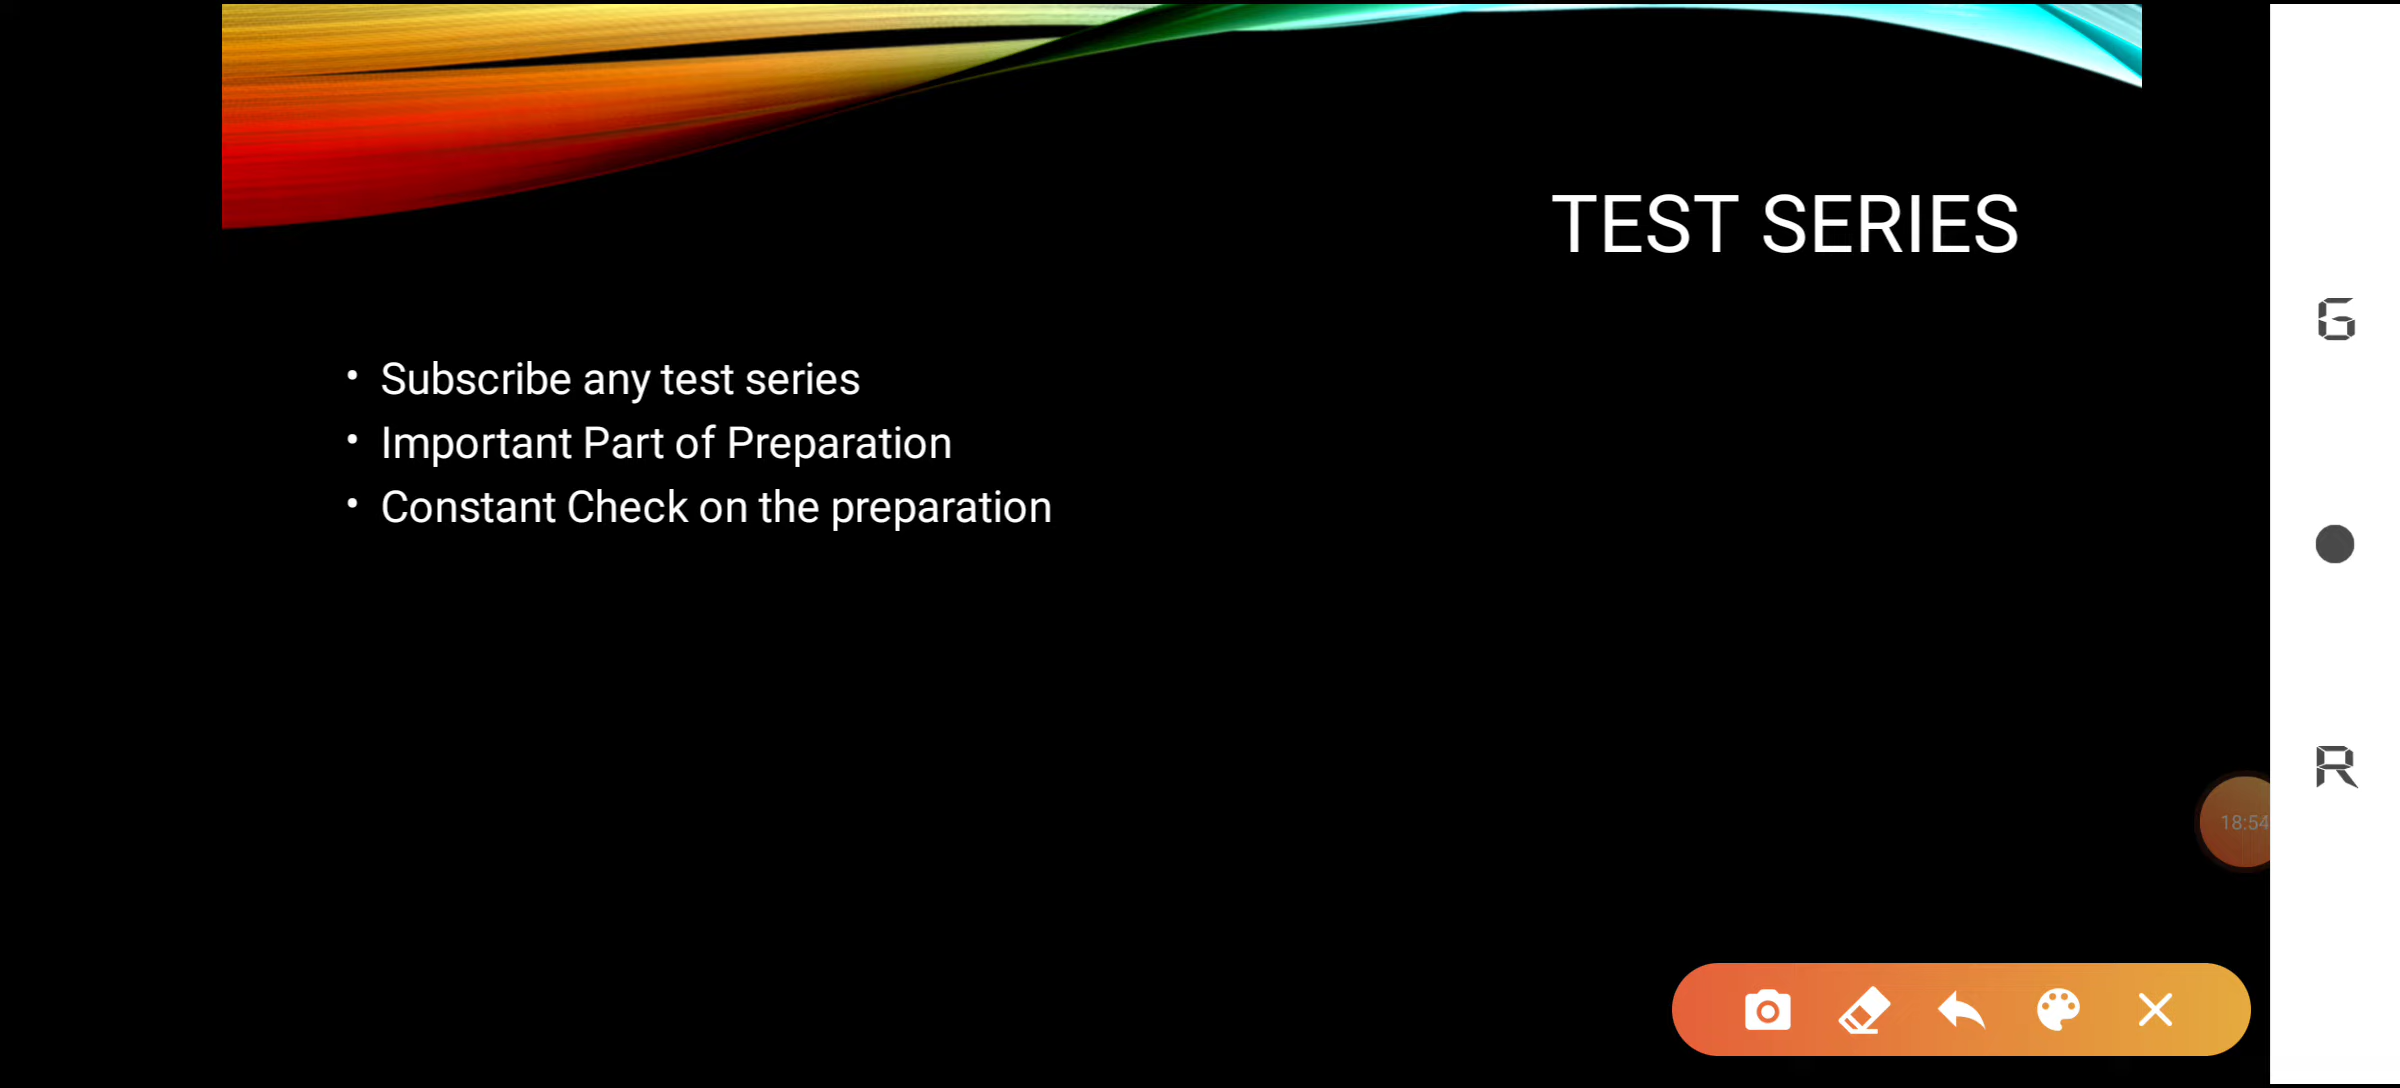 TEST SERIES
• Subscribe any test series
• Important Part of Preparation
• Constant Check on the preparation
G
R
18:54